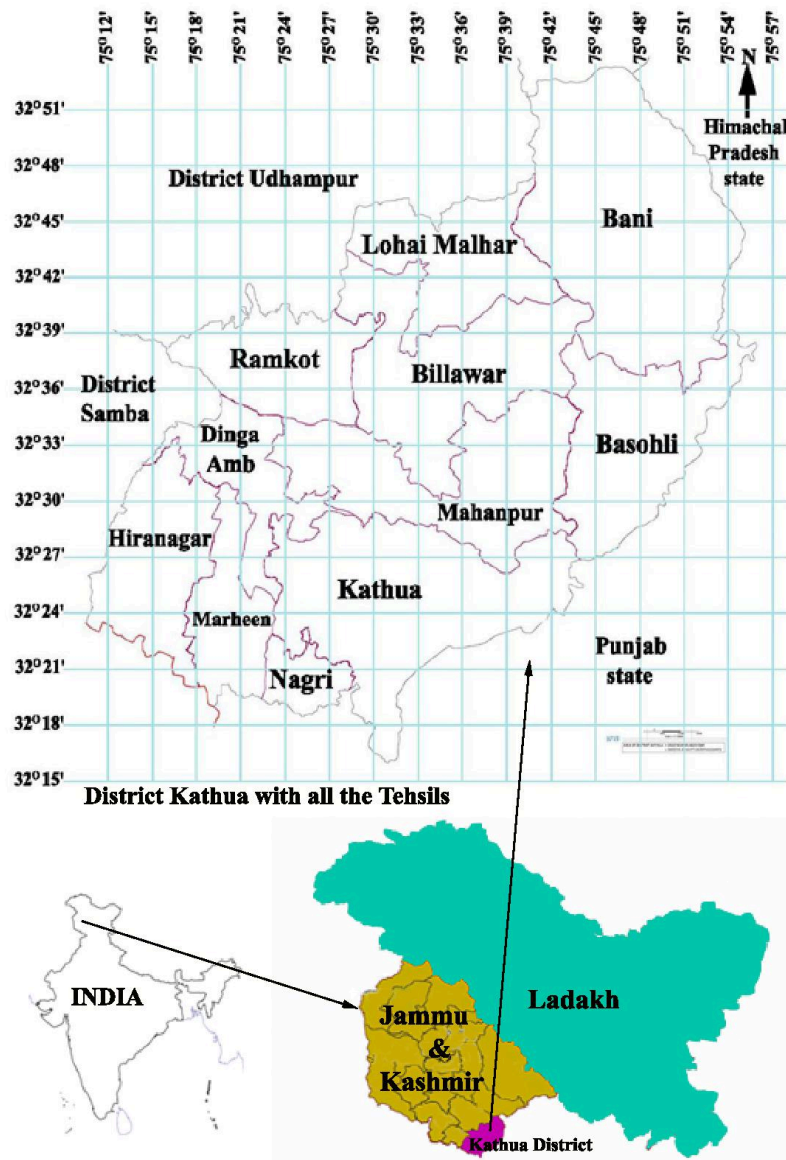 75°12' 75°15' 75°18' 75°21' 75°24' 75°27' 75°30' 75°33' 75°36' 75°39' 75°42' 75°45' 75°48' 75°51' 75°54' 75°57'
N
32°51'
Himachal
Pradesh
state
32°48'
District Udhampur
32°45'
Bani
Lohai Malhar
32°42'
32°39'
Ramkot
Billawar
32°36'
District
Samba
Dinga
Amb
32°33'
Basohli
32°30'
Mahanpur
Hiranagar
32°27'
Kathua
32°24'
Marheen
Punjab
state
32°21'
Nagri
32°18'
32°15'
District Kathua with all the Tehsils
INDIA
Ladakh
Jammu
&
Kashmir
Kathua District